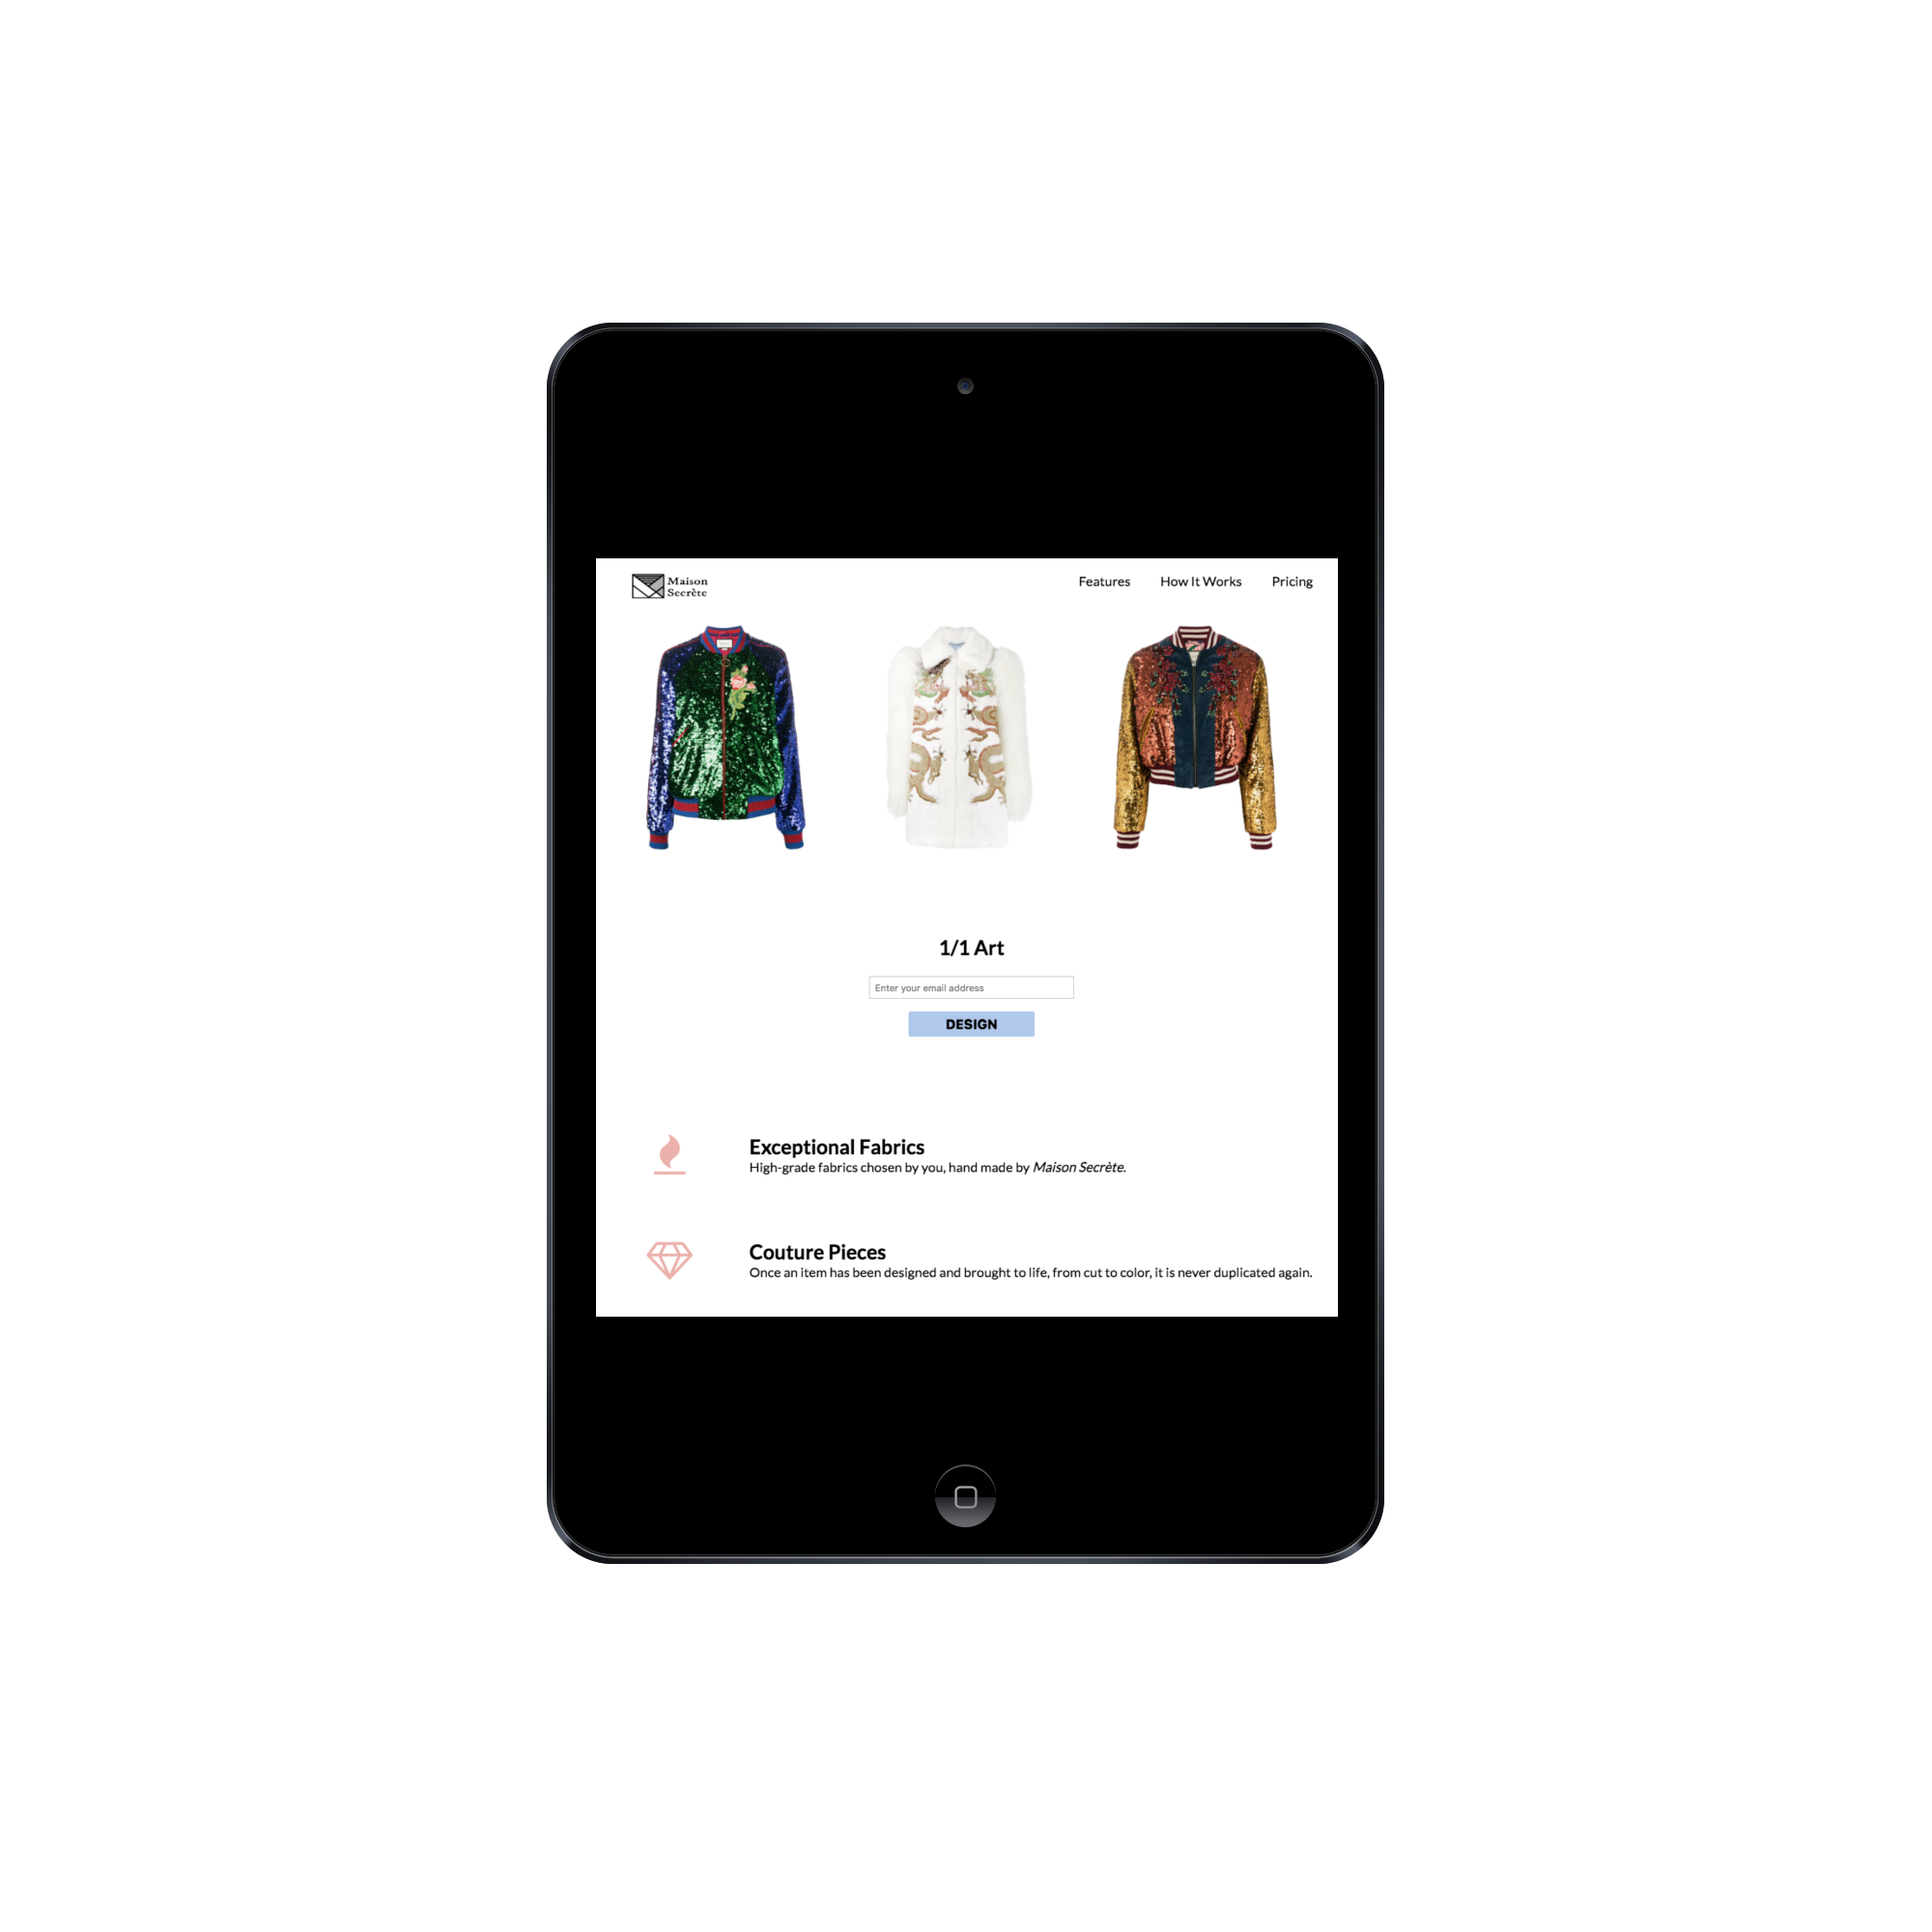 Maison
Secrète
Features How It Works Pricing
1/1 Art
Enter your email address
DESIGN
Exceptional Fabrics
High-grade fabrics chosen by you, hand made by Maison Secrète.
Couture Pieces
Once an item has been designed and brought to life, from cut to color, it is never duplicated again.